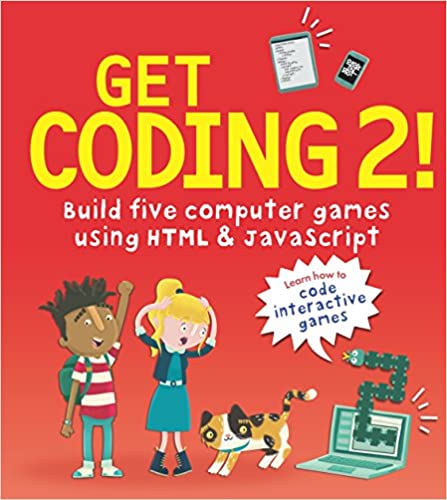 GET
CODING 2!
Build five computer games
using HTML & JavaScript
Learn how to
code
interactive
games